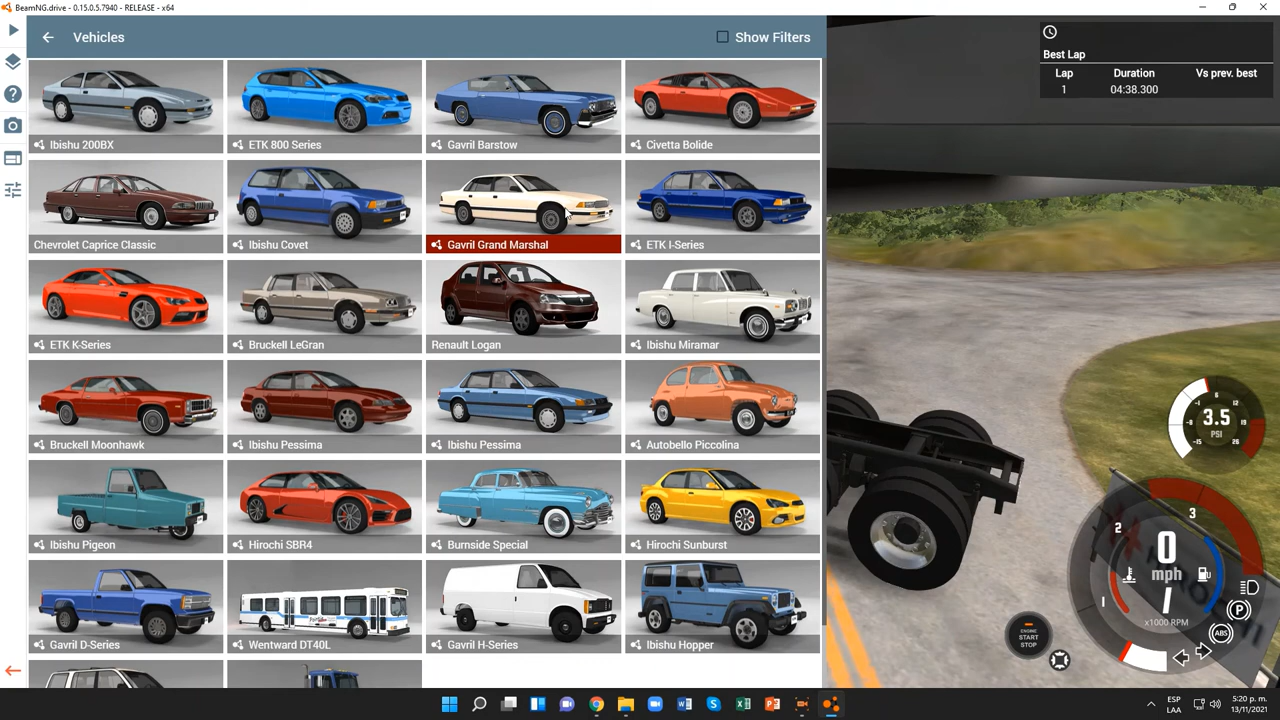 BeamNG.drive - 0.15.0.5.7940 - RELEASE - x64
Vehicles
Show Filters
Ibishu 200BX
ETK 800 Series
Gavril Barstow
Civetta Bolide
Chevrolet Caprice Classic
Ibishu Covet
Gavril Grand Marshal
ETK I-Series
ETK K-Series
Bruckell LeGran
Renault Logan
Ibishu Miramar
Bruckell Moonhawk
Ibishu Pessima
Ibishu Pessima
Autobello Piccolina
Ibishu Pigeon
Hirochi SBR4
Burnside Special
Hirochi Sunburst
Gavril D-Series
Wentward DT40L
Gavril H-Series
Ibishu Hopper
Best Lap
Lap Duration Vs prev. best
1 04:38.300
3.5
PSI
1 2 3
0
mph
x1000 RPM
P
ABS
ENGINE
START
STOP
ESP
LAA
5:20 p. m.
13/11/2021